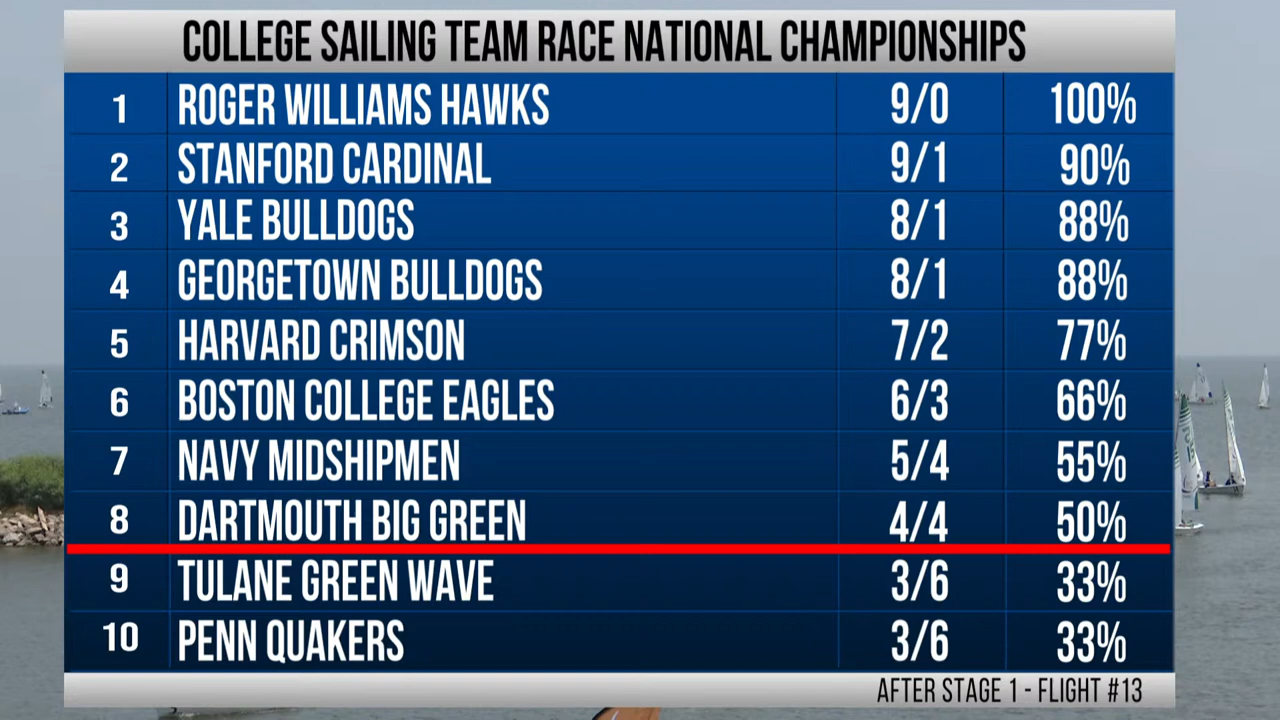 COLLEGE SAILING TEAM RACE NATIONAL CHAMPIONSHIPS
1 ROGER WILLIAMS HAWKS 9/0 100%
2 STANFORD CARDINAL 9/1 90%
3 YALE BULLDOGS 8/1 88%
4 GEORGETOWN BULLDOGS 8/1 88%
5 HARVARD CRIMSON 7/2 77%
6 BOSTON COLLEGE EAGLES 6/3 66%
7 NAVY MIDSHIPMEN 5/4 55%
8 DARTMOUTH BIG GREEN 4/4 50%
9 TULANE GREEN WAVE 3/6 33%
10 PENN QUAKERS 3/6 33%
AFTER STAGE 1 - FLIGHT #13